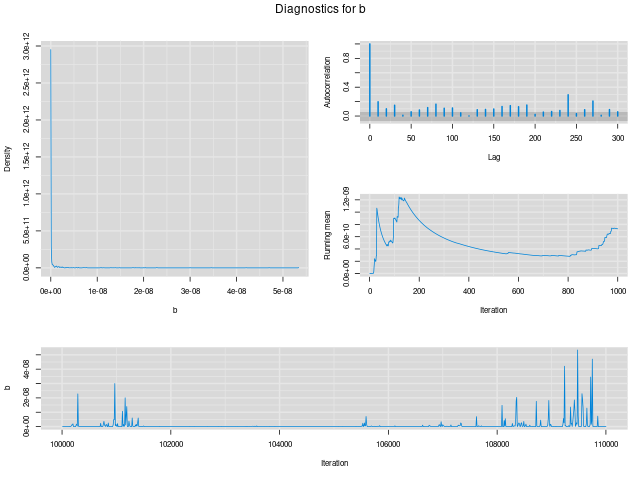 Diagnostics for b
Density
0.0e+00 5.0e+11 1.0e+12 1.5e+12 2.0e+12 2.5e+12 3.0e+12
0e+00 1e-08 2e-08 3e-08 4e-08 5e-08
b
Autocorrelation
0.0 0.4 0.8
0 50 100 150 200 250 300
Lag
Running mean
0.0e+00 6.0e-10 1.2e-09
0 200 400 600 800 1000
Iteration
b
0e+00 2e-08 4e-08
100000 102000 104000 106000 108000 110000
Iteration